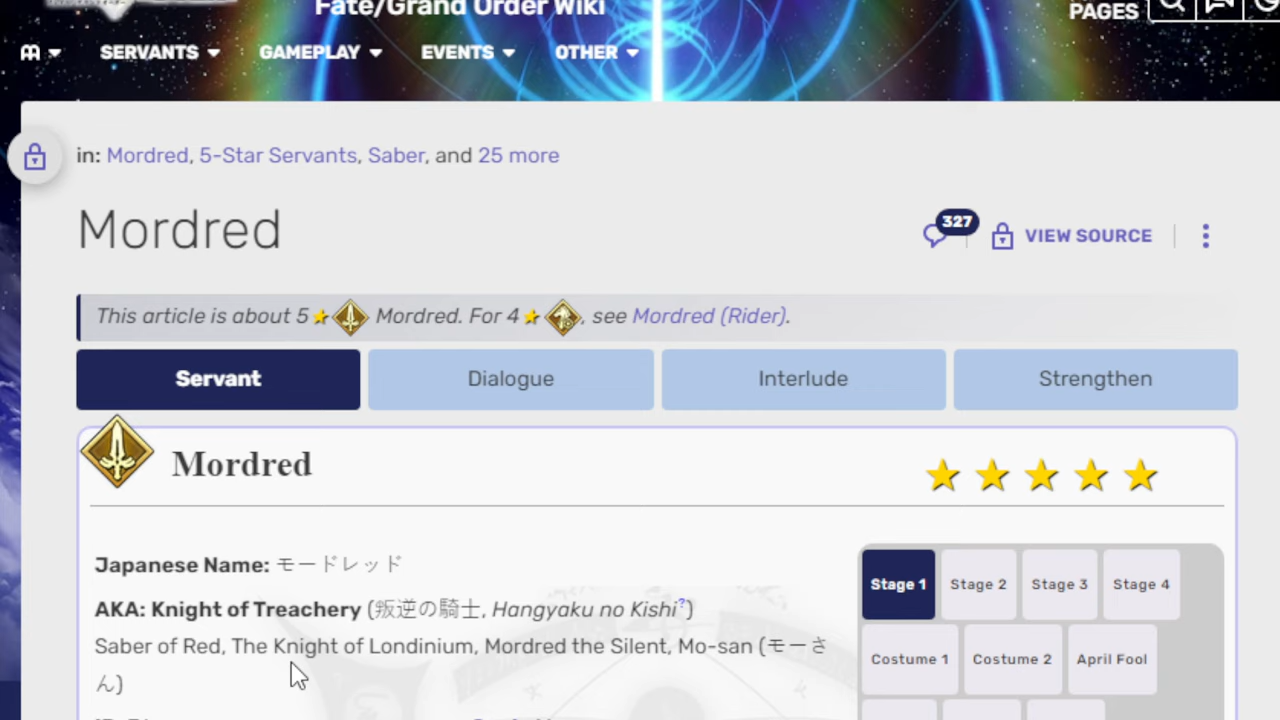 Fate/Grand Order Wiki
PAGES
SERVANTS GAMEPLAY EVENTS OTHER
in: Mordred, 5-Star Servants, Saber, and 25 more
Mordred
327
VIEW SOURCE
This article is about 5 Mordred. For 4 , see Mordred (Rider).
Servant Dialogue Interlude Strengthen
Mordred
Japanese Name: モードレッド
AKA: Knight of Treachery (叛逆の騎士, Hangyaku no Kishi?)
Saber of Red, The Knight of Londinium, Mordred the Silent, Mo-san (モーさ
ん)
Stage 1 Stage 2 Stage 3 Stage 4
Costume 1 Costume 2 April Fool